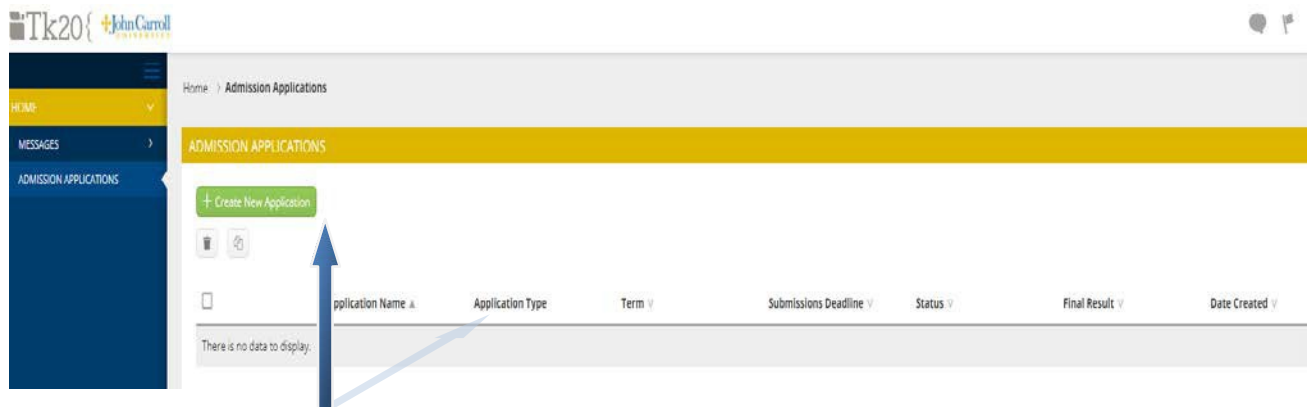 Tk20{ John Carroll
UNIVERSITY
Home > Admission Applications
HOME
MESSAGES
ADMISSION APPLICATIONS
ADMISSION APPLICATIONS
+ Create New Application
pplication Name Application Type Term Submissions Deadline Status Final Result Date Created
There is no data to display.